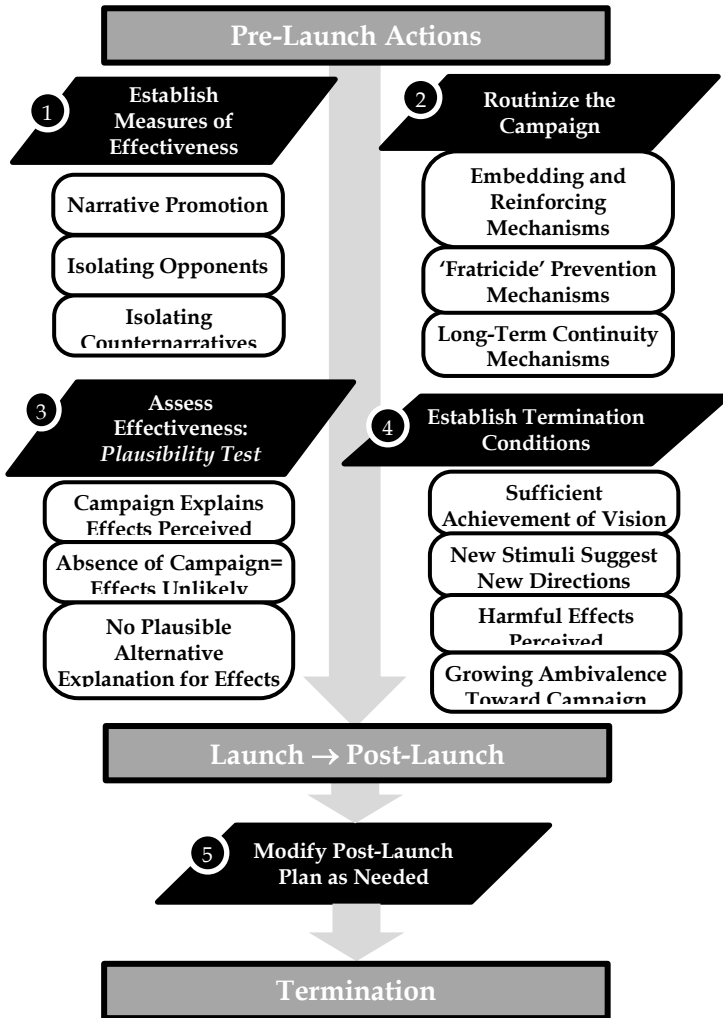 Pre-Launch Actions
1
Establish
Measures of
Effectiveness
Narrative Promotion
Isolating Opponents
Isolating
Counternarratives
2
Routinize the
Campaign
Embedding and
Reinforcing
Mechanisms
‘Fratricide’ Prevention
Mechanisms
Long-Term Continuity
Mechanisms
3
Assess
Effectiveness:
Plausibility Test
Campaign Explains
Effects Perceived
Absence of Campaign=
Effects Unlikely
No Plausible
Alternative
Explanation for Effects
4
Establish Termination
Conditions
Sufficient
Achievement of Vision
New Stimuli Suggest
New Directions
Harmful Effects
Perceived
Growing Ambivalence
Toward Campaign
Launch → Post-Launch
5
Modify Post-Launch
Plan as Needed
Termination